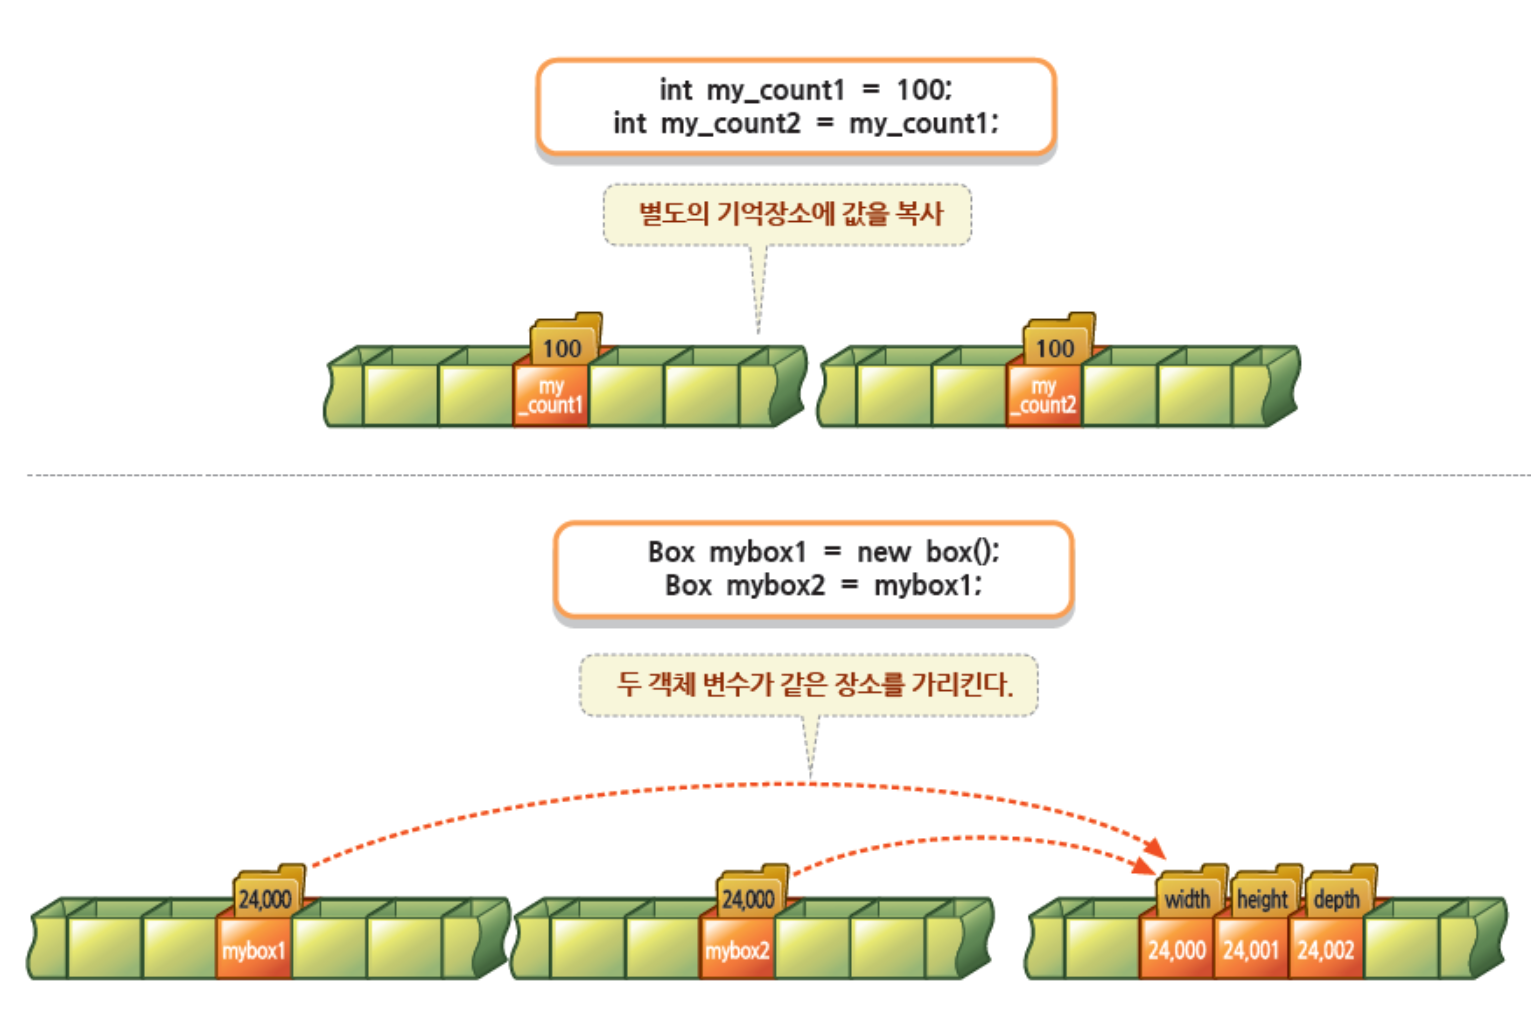 int my_count1 = 100;
int my_count2 = my_count1;
별도의 기억장소에 값을 복사
100
my
_count1
100
my
_count2
Box mybox1 = new box();
Box mybox2 = mybox1;
두 객체 변수가 같은 장소를 가리킨다.
24,000
mybox1
24,000
mybox2
width height depth
24,000 24,001 24,002